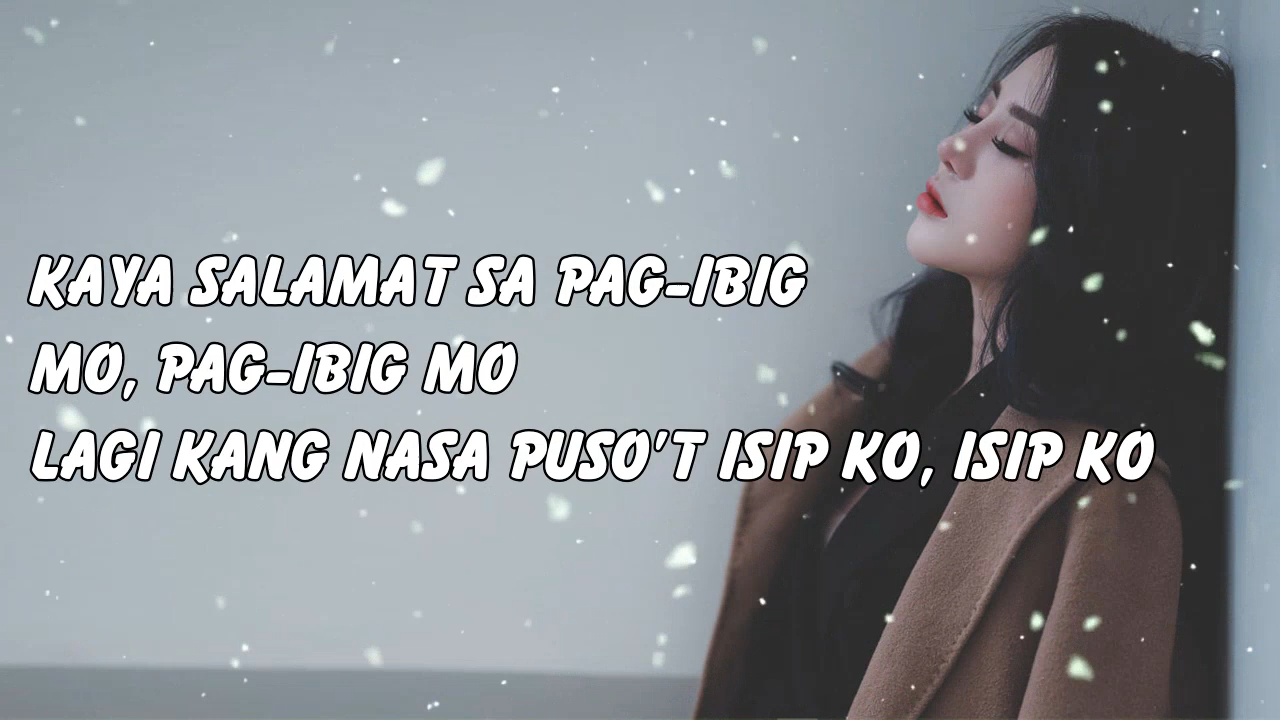 KAYA SALAMAT SA PAG-IBIG
MO, PAG-IBIG MO
LAGI KANG NASA PUSO'T ISIP KO, ISIP KO